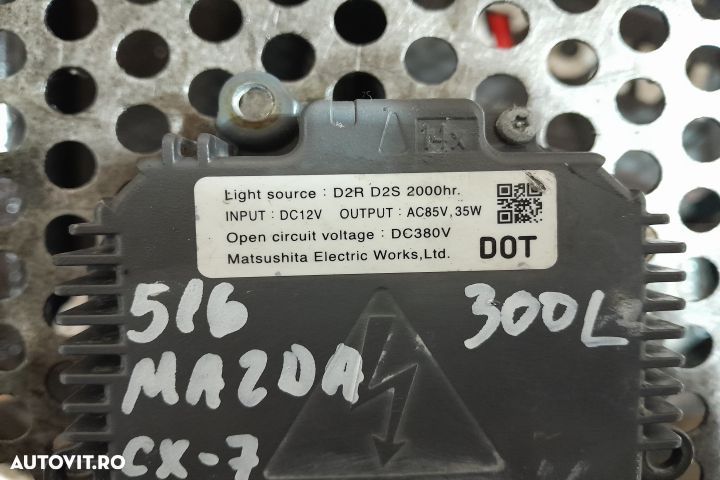 Light source : D2R D2S 2000hr.
INPUT : DC12V OUTPUT : AC85V, 35W
Open circuit voltage : DC380V
Matsushita Electric Works,Ltd.
DOT
516
300L
MAZDA
CX-7
AUTOVIT.RO